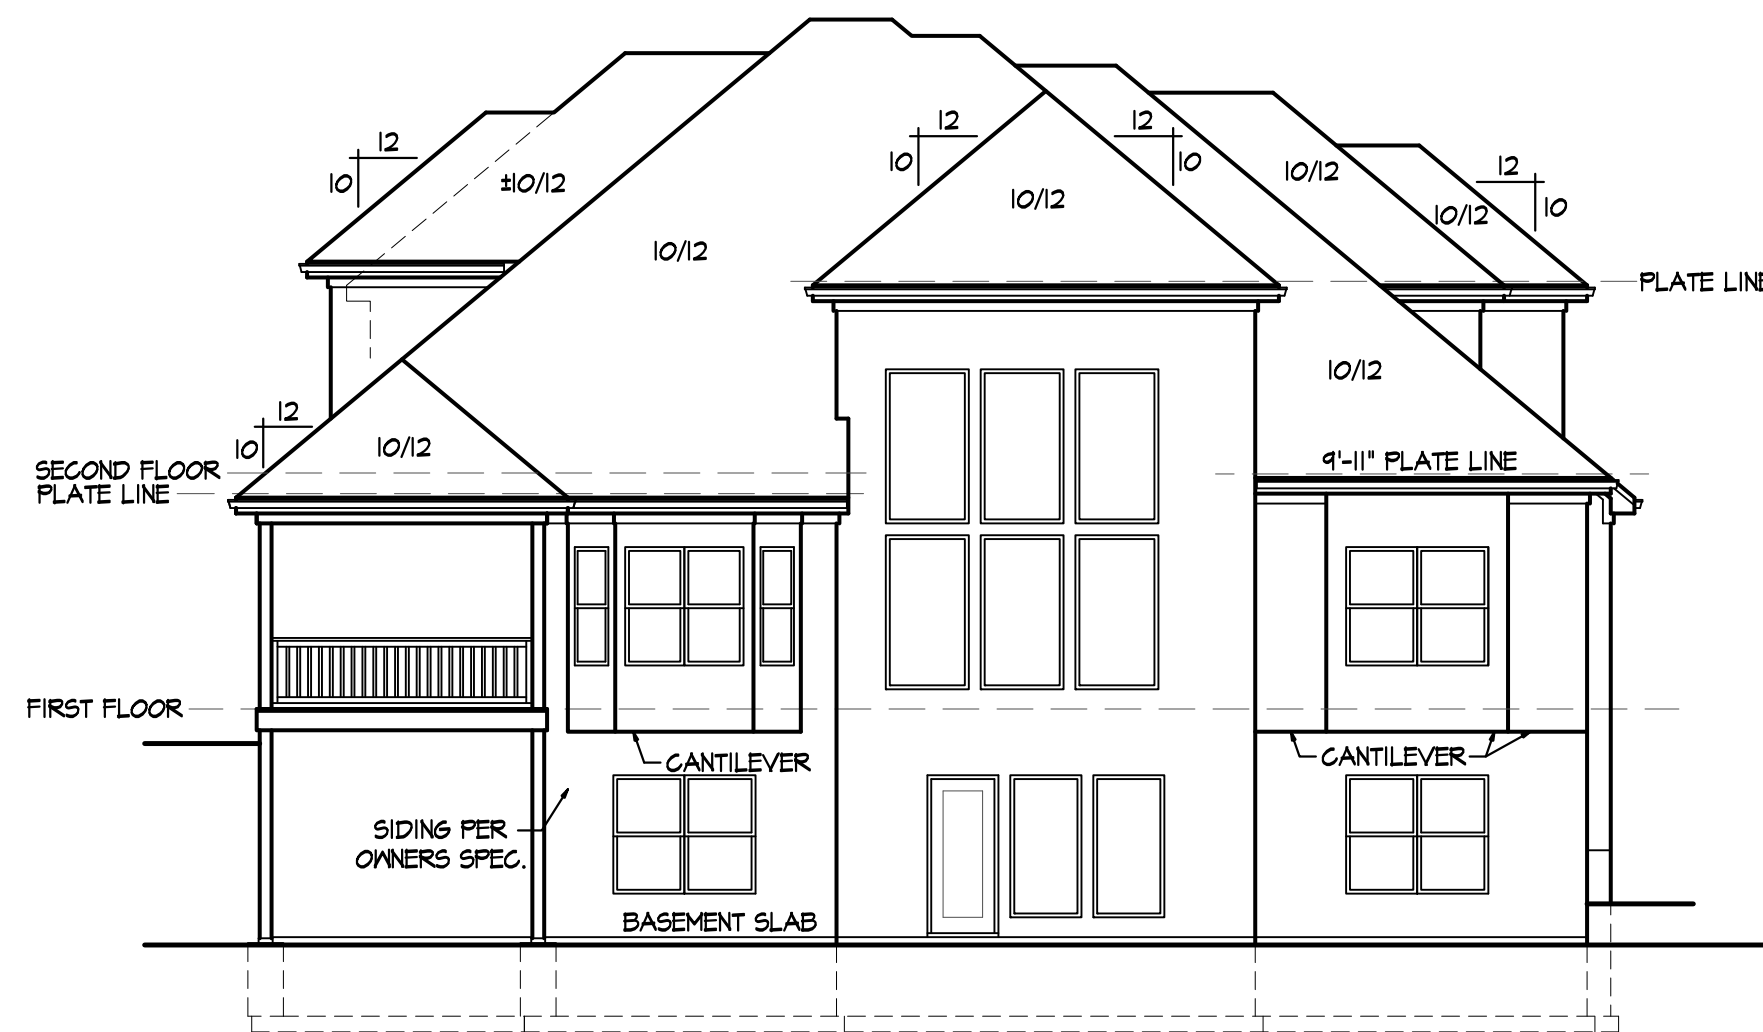 12
10
±10/12
10/12
12
10
12
10
10/12
10/12
12
10
10/12
PLATE LINE
10/12
12
10
10/12
SECOND FLOOR
PLATE LINE
9'-11" PLATE LINE
FIRST FLOOR
CANTILEVER
CANTILEVER
SIDING PER
OWNERS SPEC.
BASEMENT SLAB